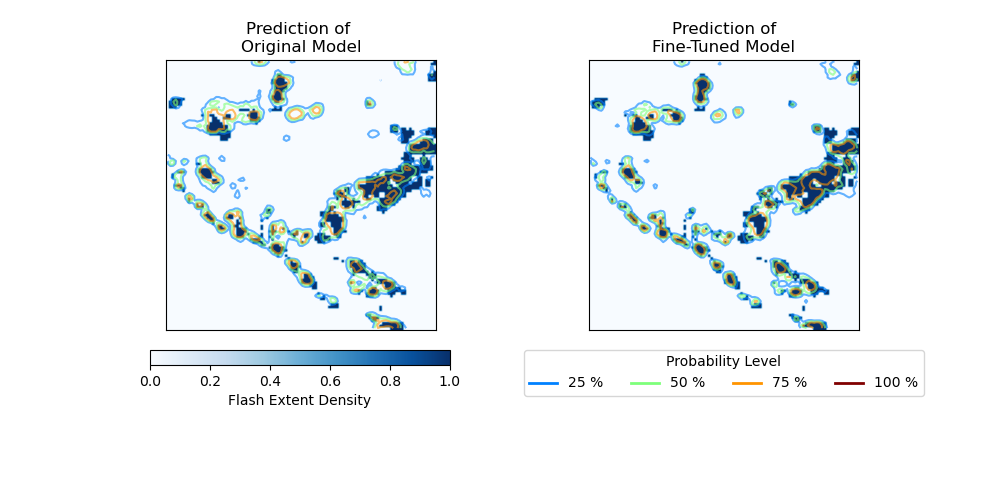 Prediction of
Original Model
Prediction of
Fine-Tuned Model
0.0 0.2 0.4 0.6 0.8 1.0
Flash Extent Density
Probability Level
25 % 50 % 75 % 100 %